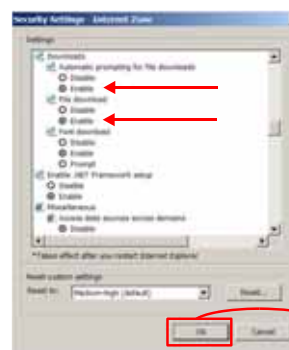 Security Settings - Internet Zone
Settings
Downloads
Automatic prompting for file downloads
Disable
Enable
File download
Disable
Enable
Font download
Disable
Enable
Prompt
Enable .NET Framework setup
Disable
Enable
Miscellaneous
Access data sources across domains
Disable
*Takes effect after you restart Internet Explorer
Reset custom settings
Reset to:
Medium-high (default)
Reset...
OK
Cancel